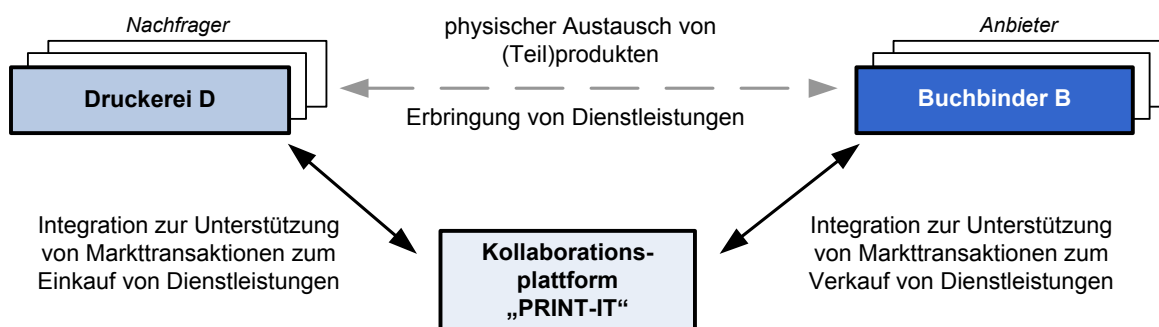 Nachfrager
Druckerei D
physischer Austausch von
(Teil)produkten
Erbringung von Dienstleistungen
Anbieter
Buchbinder B
Integration zur Unterstützung
von Markttransaktionen zum
Einkauf von Dienstleistungen
Kollaborations-
plattform
„PRINT-IT“
Integration zur Unterstützung
von Markttransaktionen zum
Verkauf von Dienstleistungen